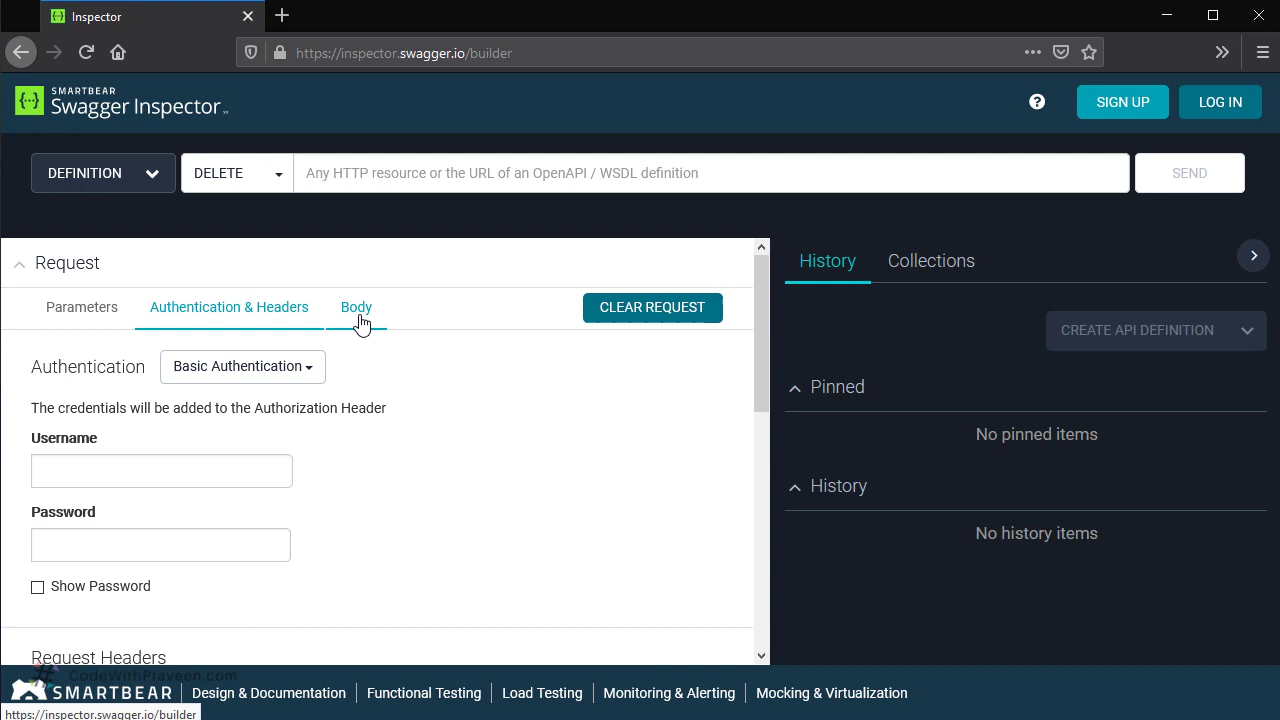 Inspector
https://inspector.swagger.io/builder
SMARTBEAR
Swagger Inspector
SIGN UP
LOG IN
DEFINITION
DELETE
Any HTTP resource or the URL of an OpenAPI / WSDL definition
SEND
Request
Parameters
Authentication & Headers
Body
CLEAR REQUEST
Authentication
Basic Authentication
The credentials will be added to the Authorization Header
Username
Password
Show Password
Request Headers
History
Collections
CREATE API DEFINITION
Pinned
No pinned items
History
No history items
# CodeWithPraveen.com
SMARTBEAR
Design & Documentation
Functional Testing
Load Testing
Monitoring & Alerting
Mocking & Virtualization
https://inspector.swagger.io/builder